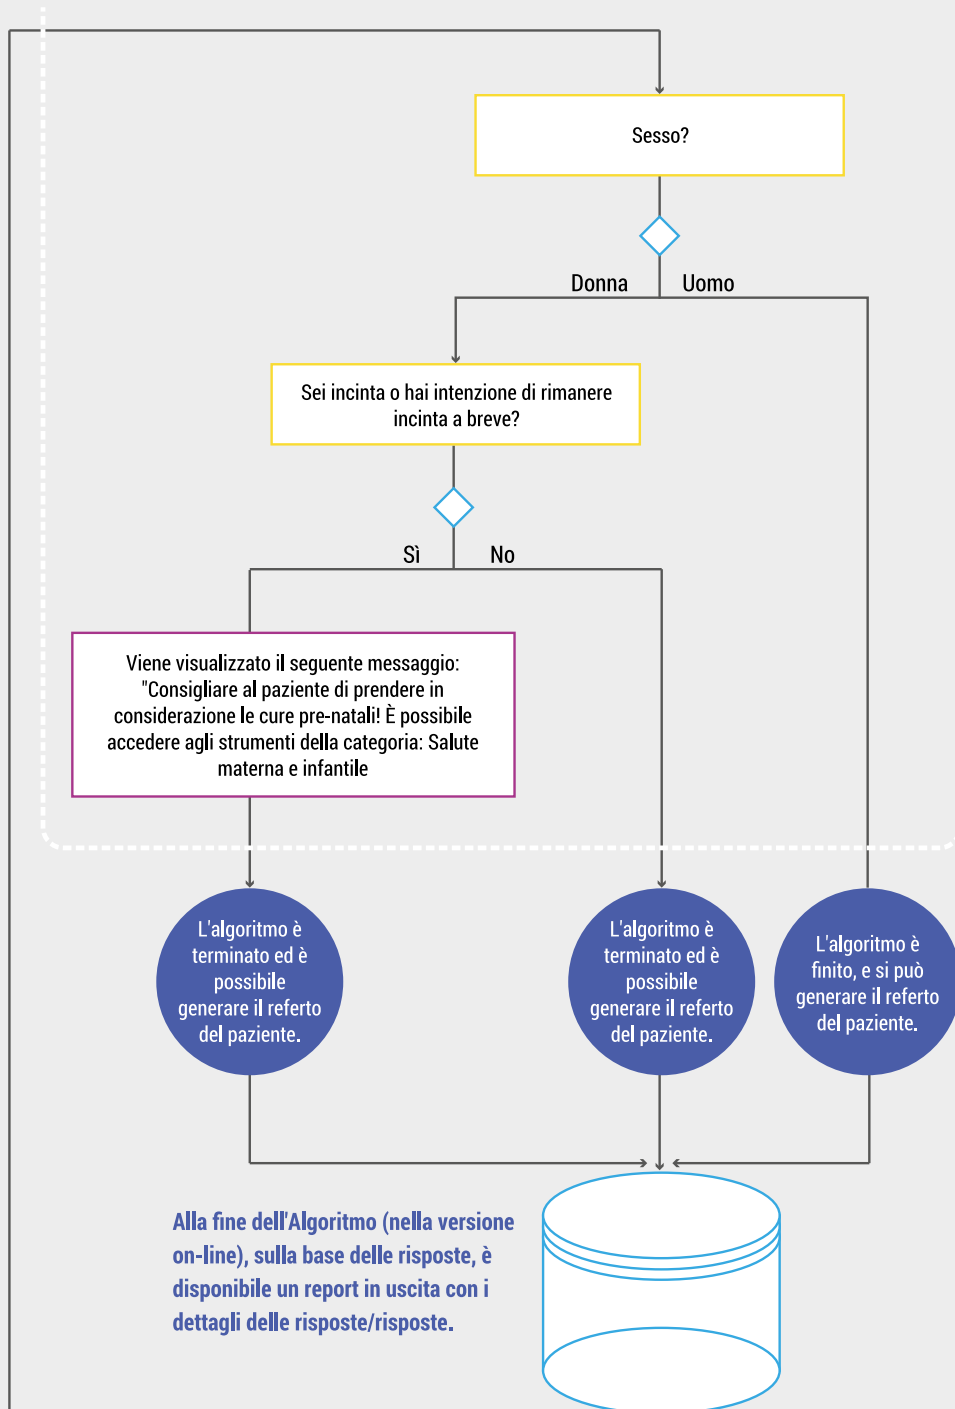 Sesso?
Donna
Uomo
Sei incinta o hai intenzione di rimanere
incinta a breve?
Sì
No
Viene visualizzato il seguente messaggio:
"Consigliare al paziente di prendere in
considerazione le cure pre-natali! È possibile
accedere agli strumenti della categoria: Salute
materna e infantile
L'algoritmo è
terminato ed è
possibile
generare il referto
del paziente.
L'algoritmo è
terminato ed è
possibile
generare il referto
del paziente.
L'algoritmo è
finito, e si può
generare il referto
del paziente.
Alla fine dell'Algoritmo (nella versione
on-line), sulla base delle risposte, è
disponibile un report in uscita con i
dettagli delle risposte/risposte.